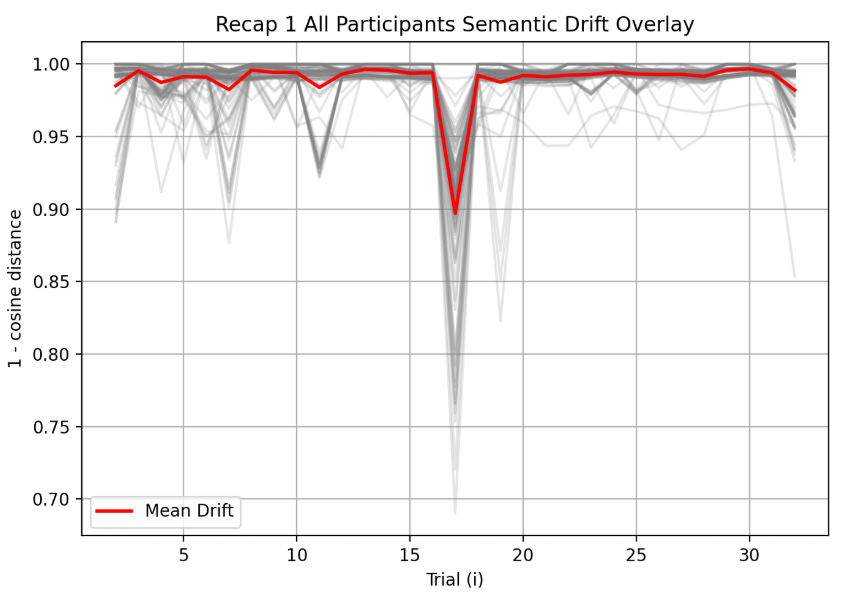 Recap 1 All Participants Semantic Drift Overlay
1 - cosine distance
1.00
0.95
0.90
0.85
0.80
0.75
0.70
Mean Drift
5 10 15 20 25 30
Trial (i)